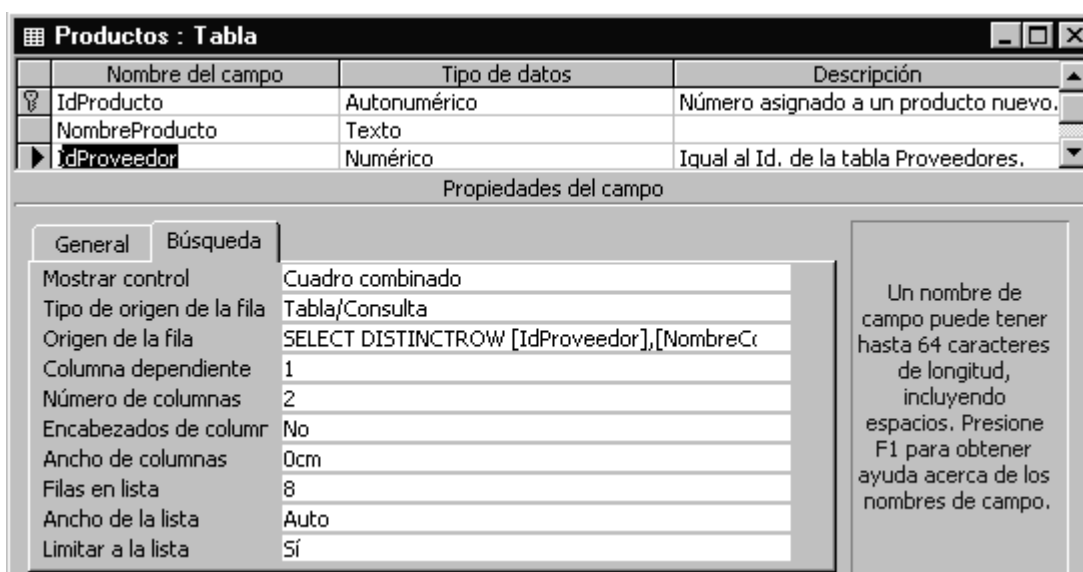 Productos : Tabla
Nombre del campo Tipo de datos Descripción
IdProducto Autonumérico Número asignado a un producto nuevo.
NombreProducto Texto
IdProveedor Numérico Igual al Id. de la tabla Proveedores.
Propiedades del campo
General Búsqueda
Mostrar control Cuadro combinado
Tipo de origen de la fila Tabla/Consulta
Origen de la fila SELECT DISTINCTROW [IdProveedor],[NombreCo
Columna dependiente 1
Número de columnas 2
Encabezados de columr No
Ancho de columnas 0cm
Filas en lista 8
Ancho de la lista Auto
Limitar a la lista Sí
Un nombre de
campo puede tener
hasta 64 caracteres
de longitud,
incluyendo
espacios. Presione
F1 para obtener
ayuda acerca de los
nombres de campo.